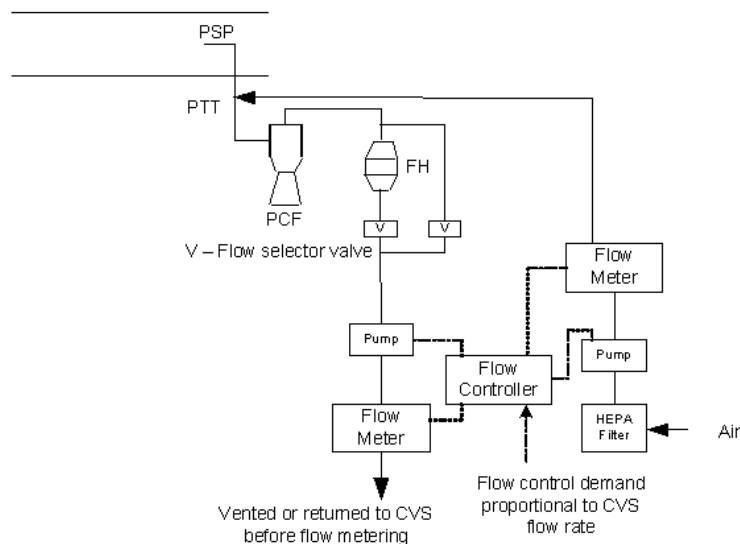 PSP
PTT
PCF
FH
V
V
V – Flow selector valve
Flow
Meter
Pump
Pump
Flow
Controller
Flow
Meter
HEPA
Filter
Air
Flow control demand
proportional to CVS
flow rate
Vented or returned to CVS
before flow metering